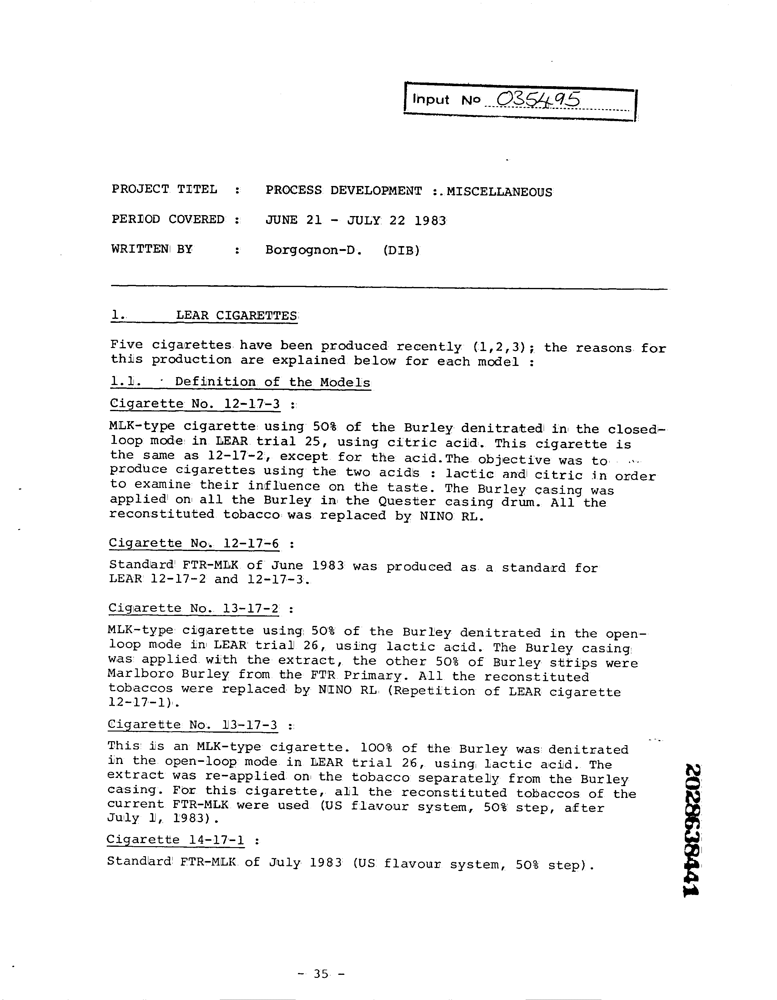 Input No 035495
PROJECT TITEL : PROCESS DEVELOPMENT :.MISCELLANEOUS
PERIOD COVERED : JUNE 21 - JULY 22 1983
WRITTEN BY : Borgognon-D. (DIB)
1. LEAR CIGARETTES
Five cigarettes have been produced recently (1,2,3); the reasons for
this production are explained below for each model :
1.1. Definition of the Models
Cigarette No. 12-17-3 :
MLK-type cigarette using 50% of the Burley denitrated in the closed-
loop mode in LEAR trial 25, using citric acid. This cigarette is
the same as 12-17-2, except for the acid.The objective was to
produce cigarettes using the two acids : lactic and citric in order
to examine their influence on the taste. The Burley casing was
applied on all the Burley in the Quester casing drum. All the
reconstituted tobacco was replaced by NINO RL.
Cigarette No. 12-17-6 :
Standard FTR-MLK of June 1983 was produced as a standard for
LEAR 12-17-2 and 12-17-3.
Cigarette No. 13-17-2 :
MLK-type cigarette using 50% of the Burley denitrated in the open-
loop mode in LEAR trial 26, using lactic acid. The Burley casing
was applied with the extract, the other 50% of Burley strips were
Marlboro Burley from the FTR Primary. All the reconstituted
tobaccos were replaced by NINO RL (Repetition of LEAR cigarette
12-17-1).
Cigarette No. 13-17-3 :
This is an MLK-type cigarette. 100% of the Burley was denitrated
in the open-loop mode in LEAR trial 26, using lactic acid. The
extract was re-applied on the tobacco separately from the Burley
casing. For this cigarette, all the reconstituted tobaccos of the
current FTR-MLK were used (US flavour system, 50% step, after
July 1, 1983).
Cigarette 14-17-1 :
Standard FTR-MLK of July 1983 (US flavour system, 50% step).
2028638441
- 35 -